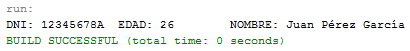 run:
DNI: 12345678A  EDAD: 26       NOMBRE: Juan Pérez García
BUILD SUCCESSFUL (total time: 0 seconds)